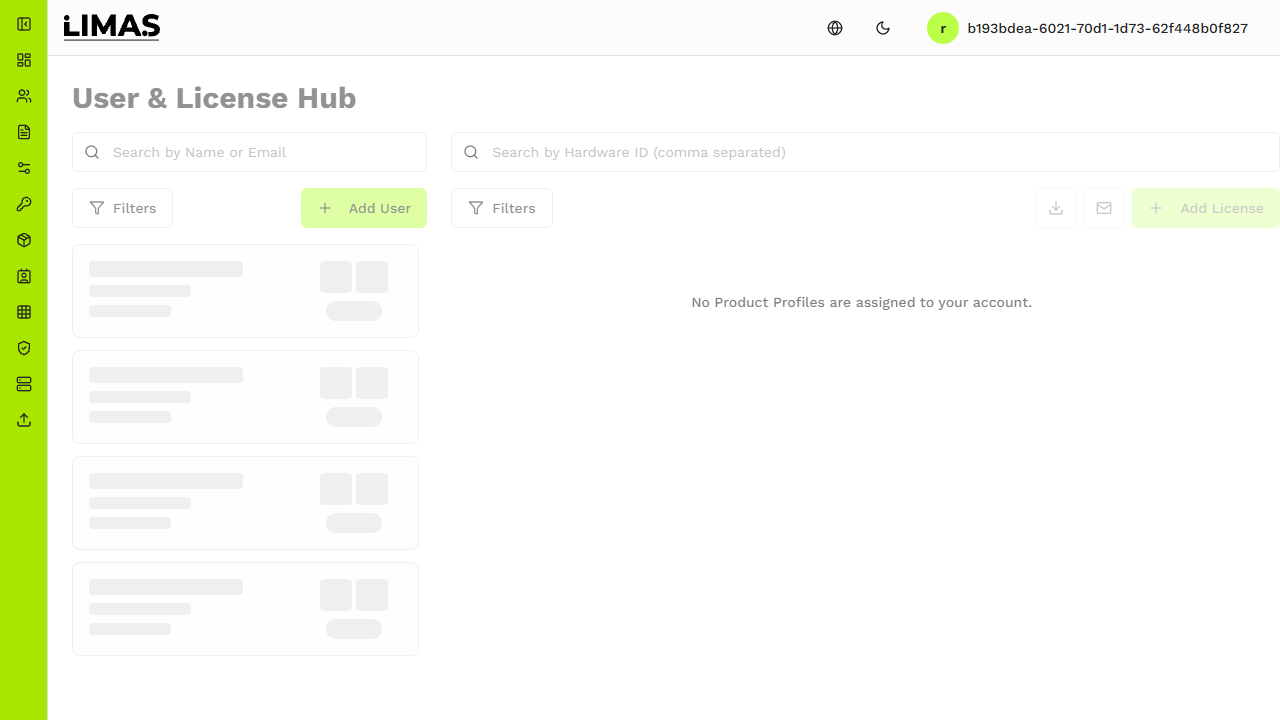 LIMAS
r
b193bdea-6021-70d1-1d73-62f448b0f827
User & License Hub
Search by Name or Email
Search by Hardware ID (comma separated)
Filters
Add User
Filters
Add License
No Product Profiles are assigned to your account.